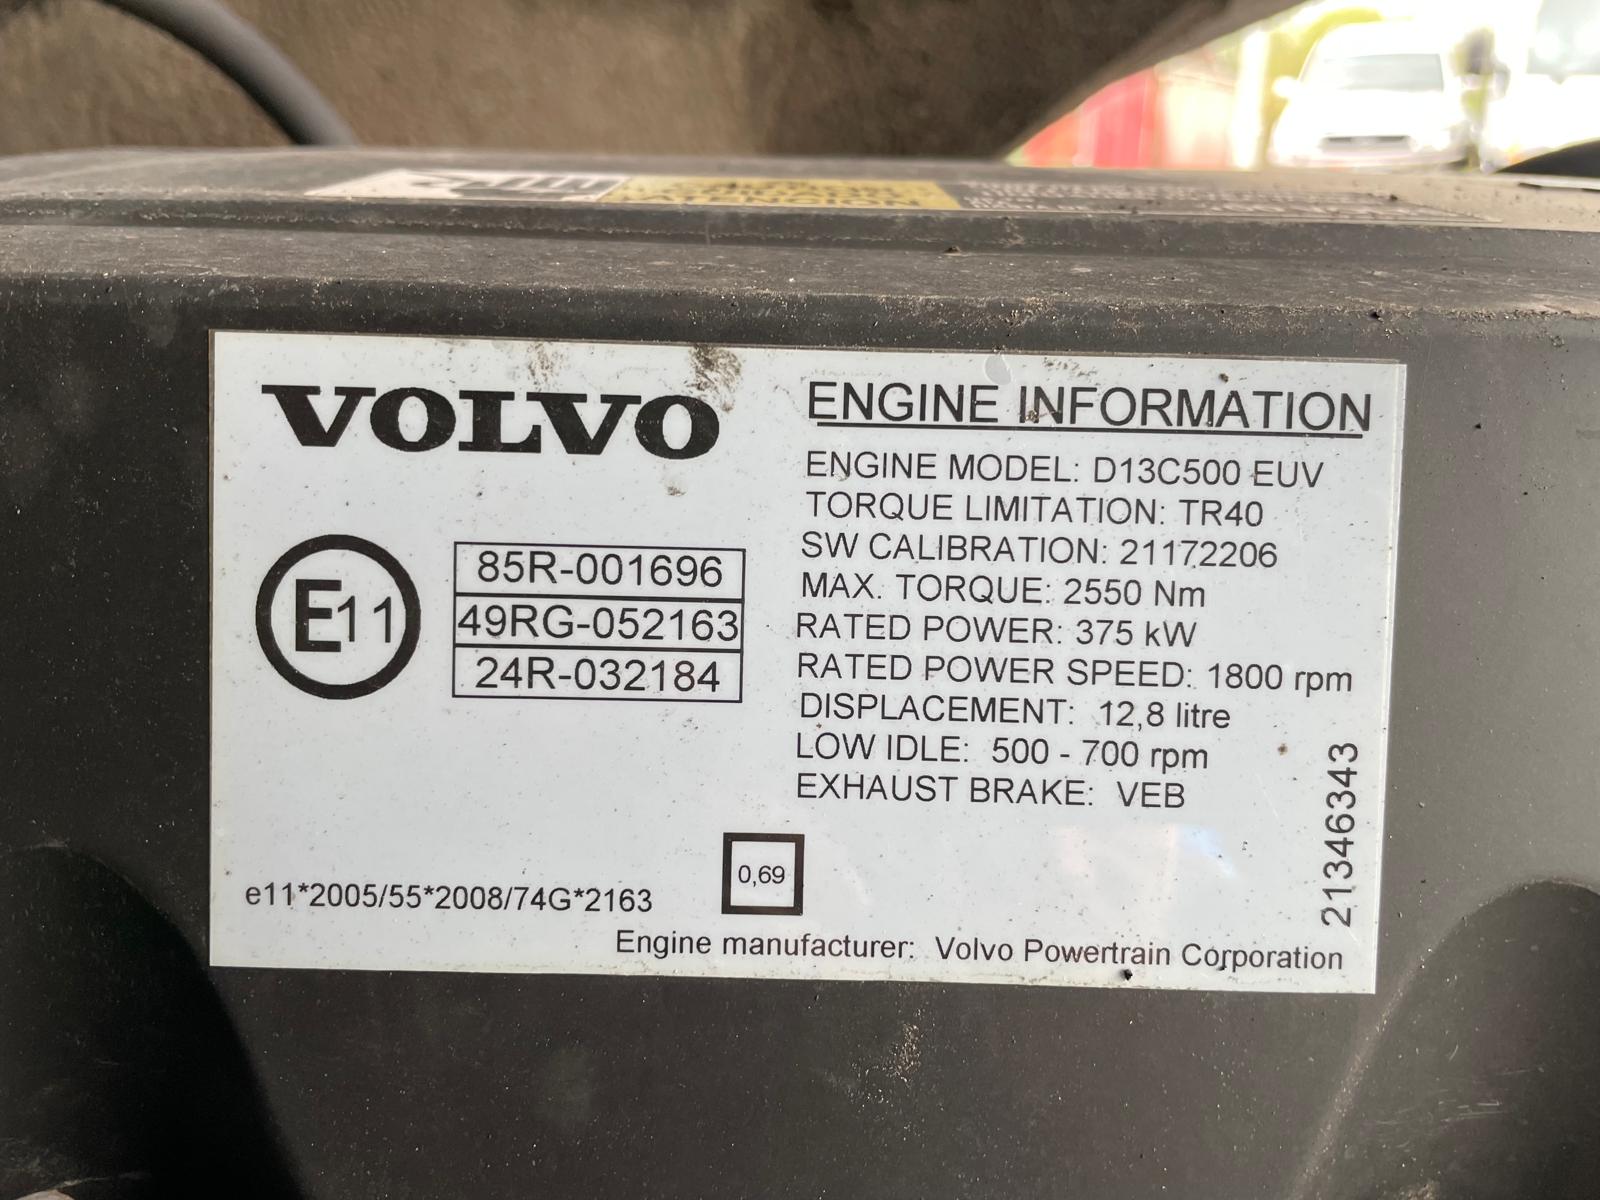 ATENCION
VOLVO
E11
85R-001696
49RG-052163
24R-032184
e11*2005/55*2008/74G*2163
0,69
ENGINE INFORMATION
ENGINE MODEL: D13C500 EUV
TORQUE LIMITATION: TR40
SW CALIBRATION: 21172206
MAX. TORQUE: 2550 Nm
RATED POWER: 375 kW
RATED POWER SPEED: 1800 rpm
DISPLACEMENT: 12,8 litre
LOW IDLE: 500 - 700 rpm
EXHAUST BRAKE: VEB
21346343
Engine manufacturer: Volvo Powertrain Corporation